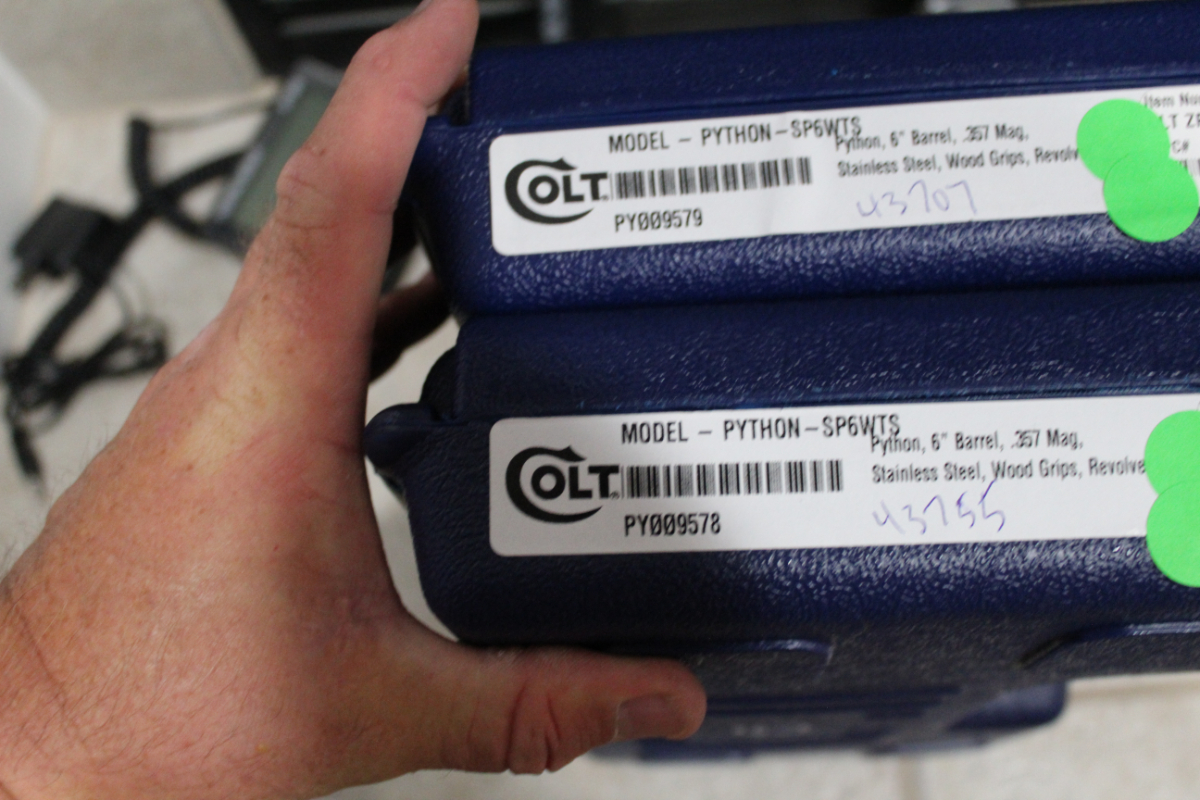 MODEL - PYTHON-SP6WTS
Python, 6" Barrel, .357 Mag,
Stainless Steel, Wood Grips, Revolv
COLT
PY009579
43707
MODEL - PYTHON-SP6WTS
Python, 6" Barrel, .357 Mag,
Stainless Steel, Wood Grips, Revolve
COLT
PY009578
43755